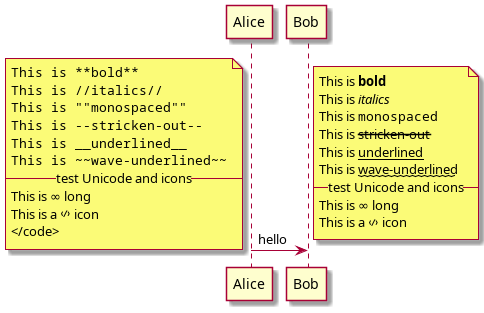 Alice Bob
This is **bold**
This is //italics//
This is ""monospaced""
This is --stricken-out--
This is __underlined__
This is ~~wave-underlined~~
test Unicode and icons
This is ∞ long
This is a </> icon
</code>
This is bold
This is italics
This is monospaced
This is stricken-out
This is underlined
This is wave-underlined
test Unicode and icons
This is ∞ long
This is a </> icon
hello
Alice Bob